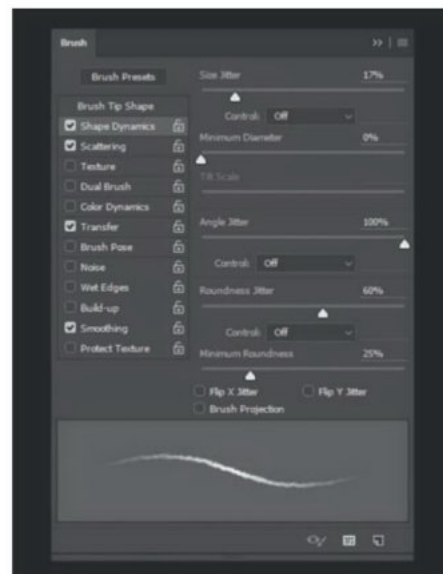 Brush
Brush Presets
Brush Tip Shape
Shape Dynamics
Scattering
Texture
Dual Brush
Color Dynamics
Transfer
Brush Pose
Noise
Wet Edges
Build-up
Smoothing
Protect Texture
Size Jitter 17%
Control: Off
Minimum Diameter 0%
Tilt Scale
Angle Jitter 100%
Control: Off
Roundness Jitter 60%
Control: Off
Minimum Roundness 25%
Flip X Jitter Flip Y Jitter
Brush Projection